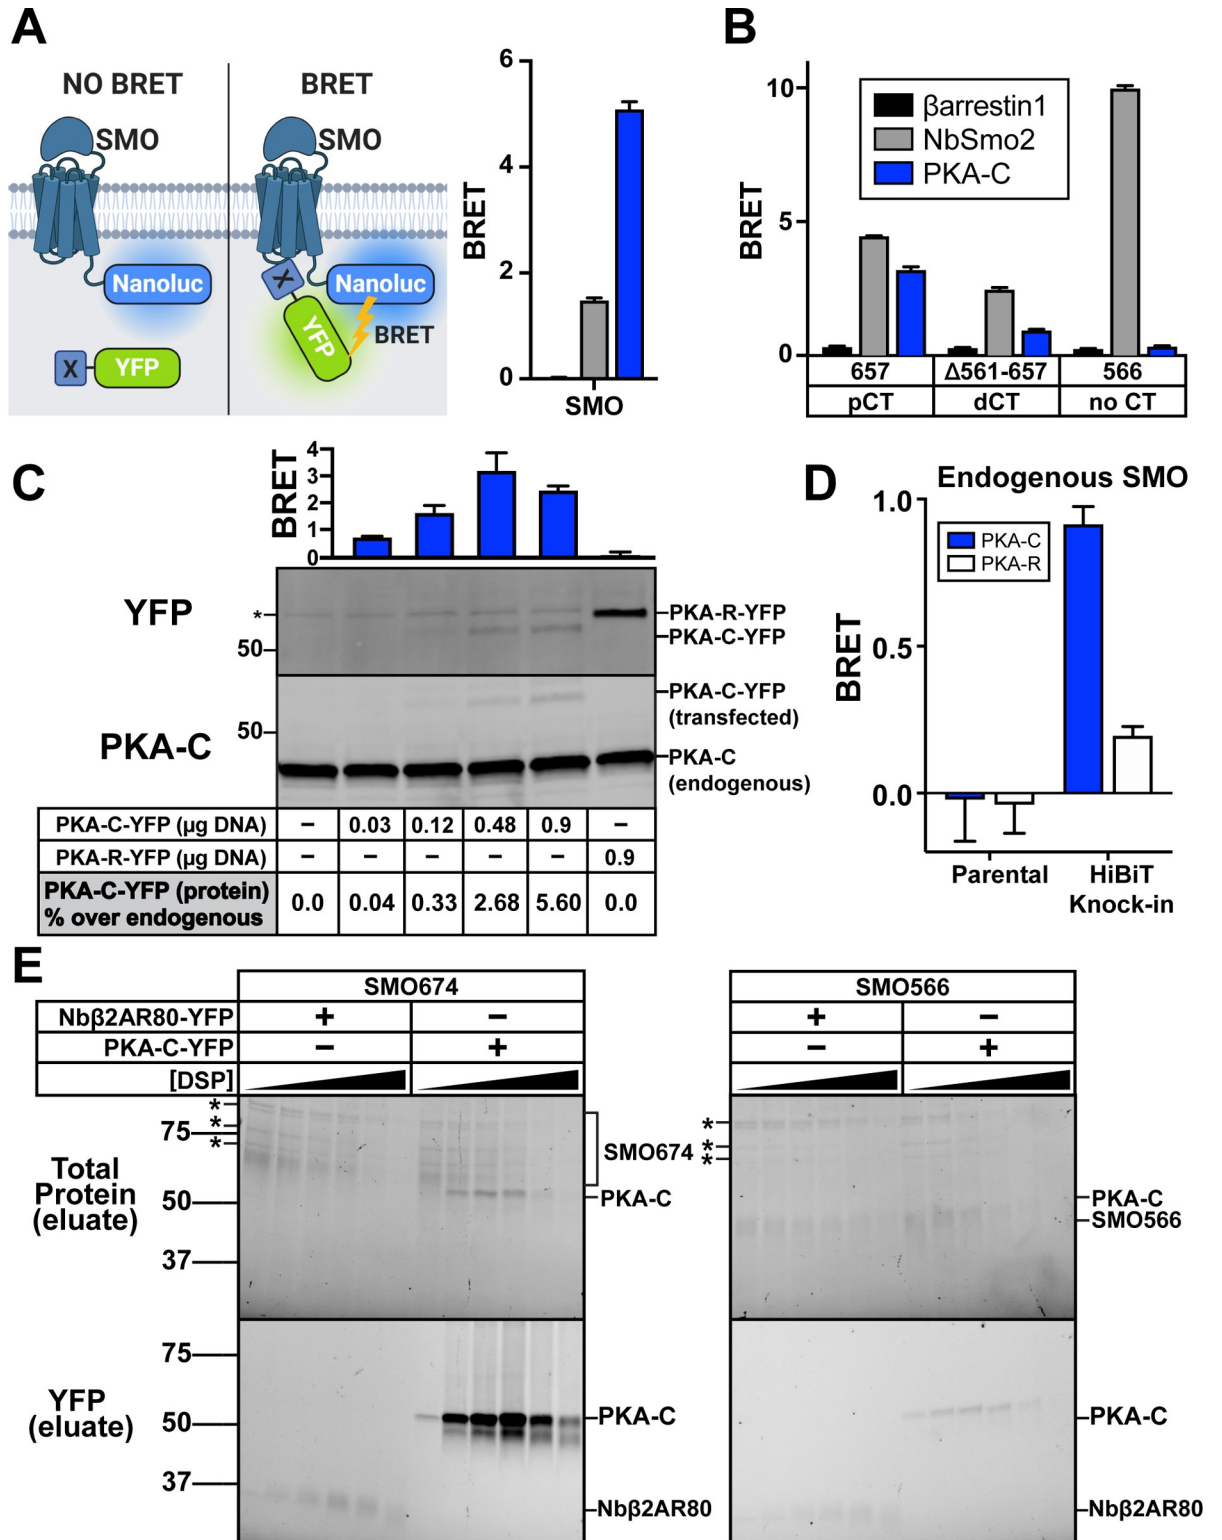 A
NO BRET
BRET
SMO
SMO
Nanoluc
X
YFP
X
Nanoluc
YFP
BRET
BRET
6
4
2
0
SMO
B
BRET
10
5
0
βarrestin1
NbSmo2
PKA-C
657
Δ561-657
566
pCT
dCT
no CT
C
BRET
4
3
2
1
0
YFP
*
50
PKA-R-YFP
PKA-C-YFP
PKA-C
50
PKA-C-YFP
(transfected)
PKA-C
(endogenous)
PKA-C-YFP (μg DNA) – 0.03 0.12 0.48 0.9 –
PKA-R-YFP (μg DNA) – – – – – 0.9
PKA-C-YFP (protein)
% over endogenous 0.0 0.04 0.33 2.68 5.60 0.0
D
Endogenous SMO
BRET
1.0
0.5
0.0
PKA-C
PKA-R
Parental
HiBiT
Knock-in
E
SMO674
SMO566
Nbβ2AR80-YFP + – + –
PKA-C-YFP – + – +
[DSP]
Total
Protein
(eluate)
*
*
75
*
50
37
SMO674
PKA-C
*
*
*
PKA-C
SMO566
YFP
(eluate)
75
50
37
PKA-C
Nbβ2AR80
PKA-C
Nbβ2AR80